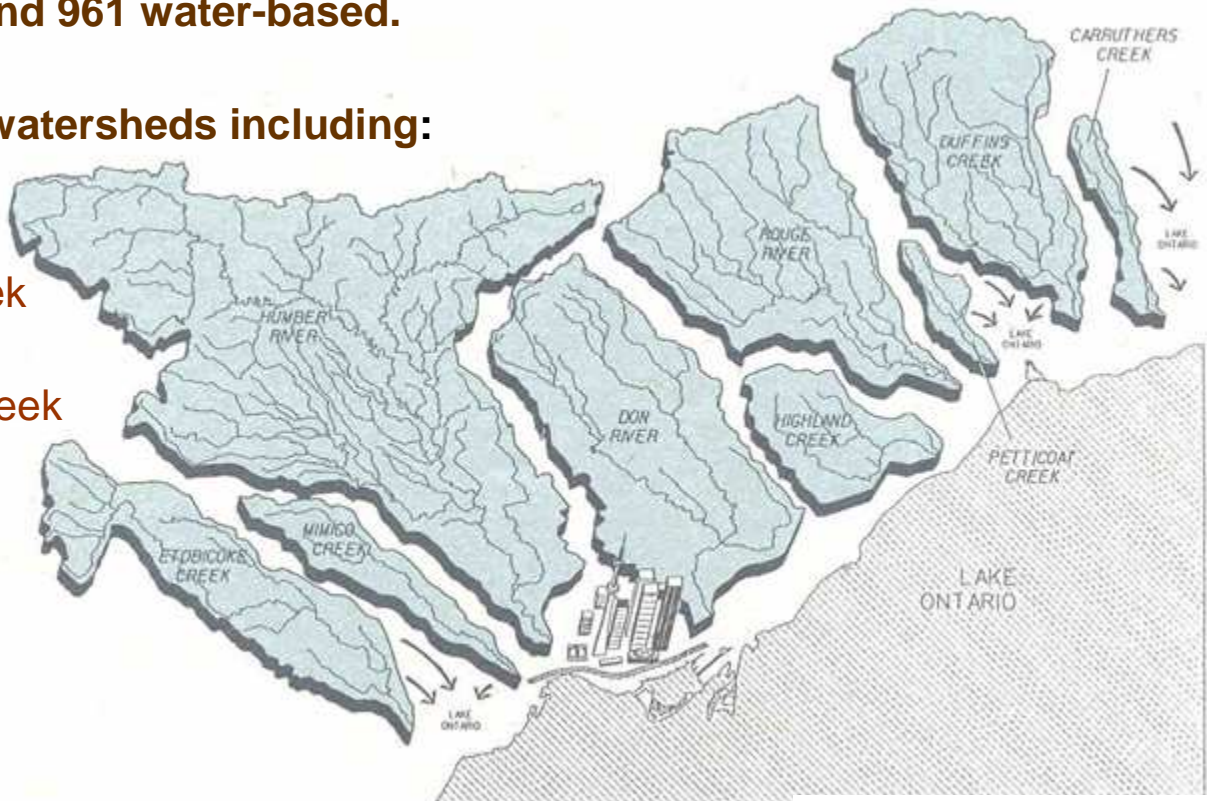 nd 961 water-based.
watersheds including:
ek
eek
CARRUTHERS
CREEK
DUFFINS
CREEK
LAKE
ONTARIO
ROUGE
RIVER
LAKE
ONTARIO
HUMBER
RIVER
DON
RIVER
HIGHLAND
CREEK
PETTICOAT
CREEK
MIMICO
CREEK
ETOBICOKE
CREEK
LAKE
ONTARIO
LAKE
ONTARIO